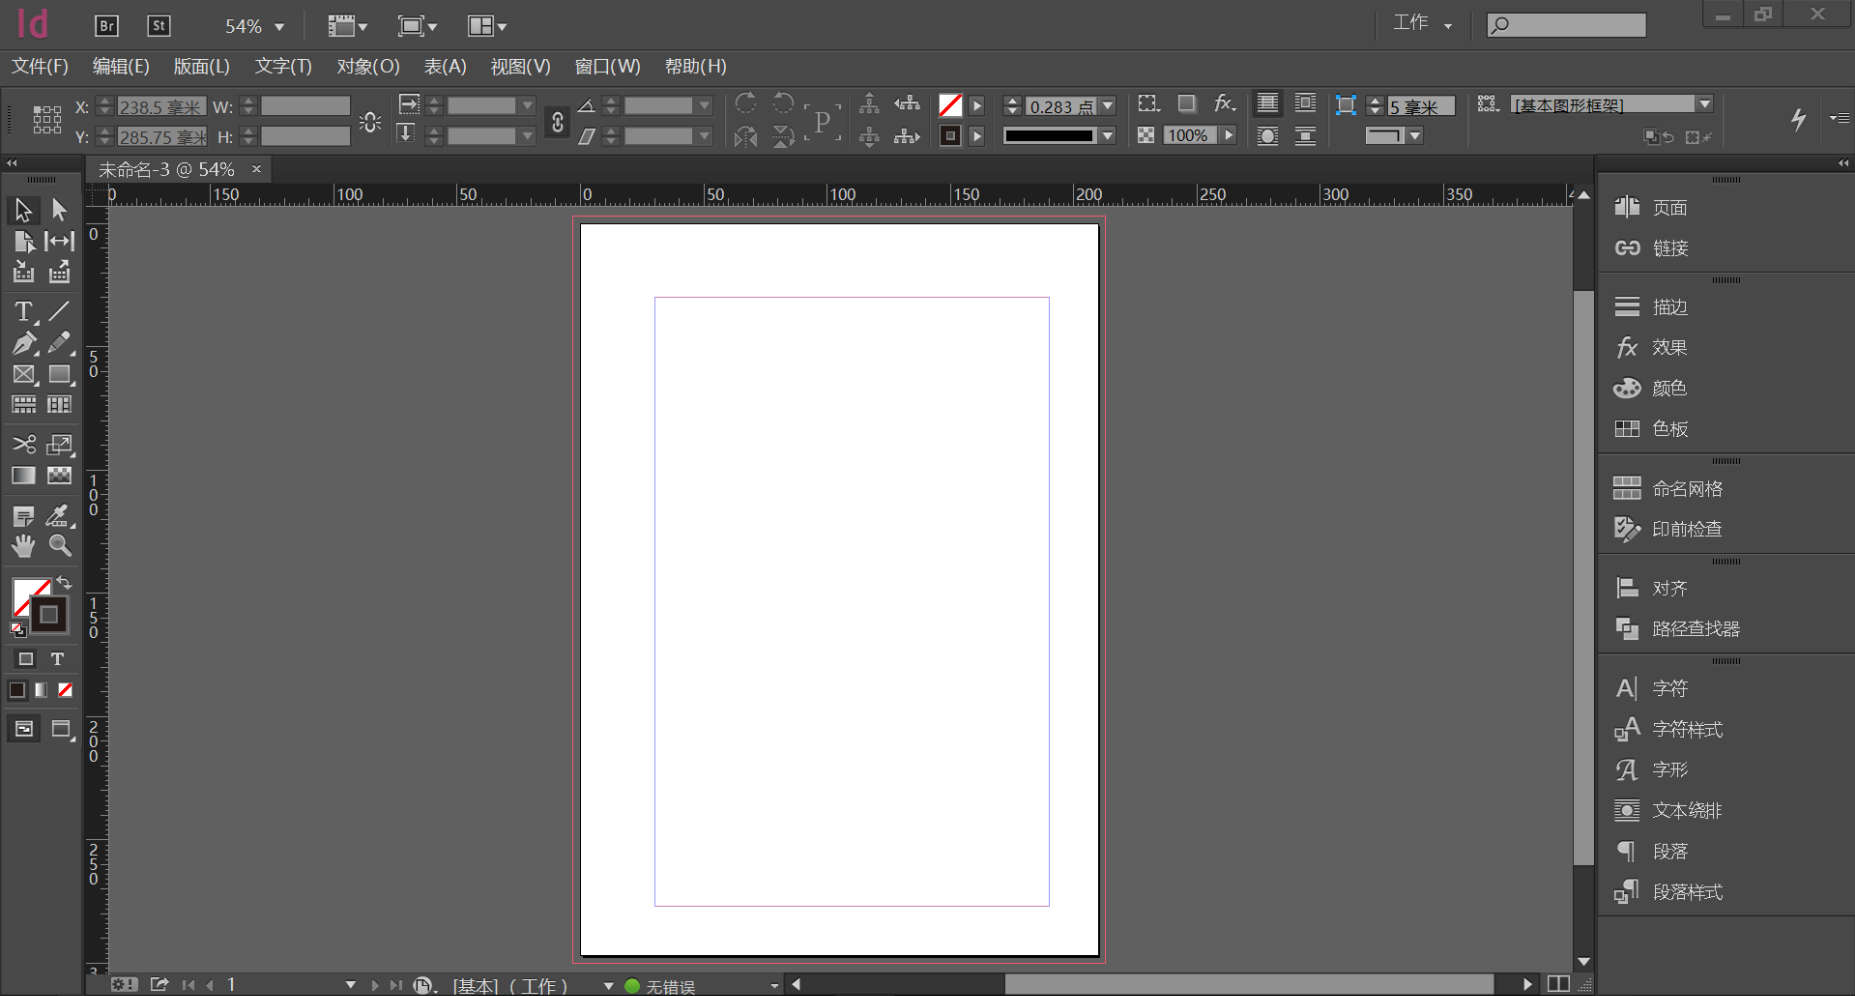 Id Br St 54% 工作
文件(F) 编辑(E) 版面(L) 文字(T) 对象(O) 表(A) 视图(V) 窗口(W) 帮助(H)
X: 238.5 毫米 W: 0.283 点 fx. 5 毫米 [基本图形框架]
Y: 285.75 毫米 H: P 100%
未命名-3 @ 54% ×
0 150 100 50 0 50 100 150 200 250 300 350 4
0
50
100
150
200
250
3
T
T
页面
链接
描边
fx 效果
颜色
色板
命名网格
印前检查
对齐
路径查找器
A 字符
A 字符样式
A 字形
文本绕排
段落
段落样式
1 [基本] （工作） 无错误